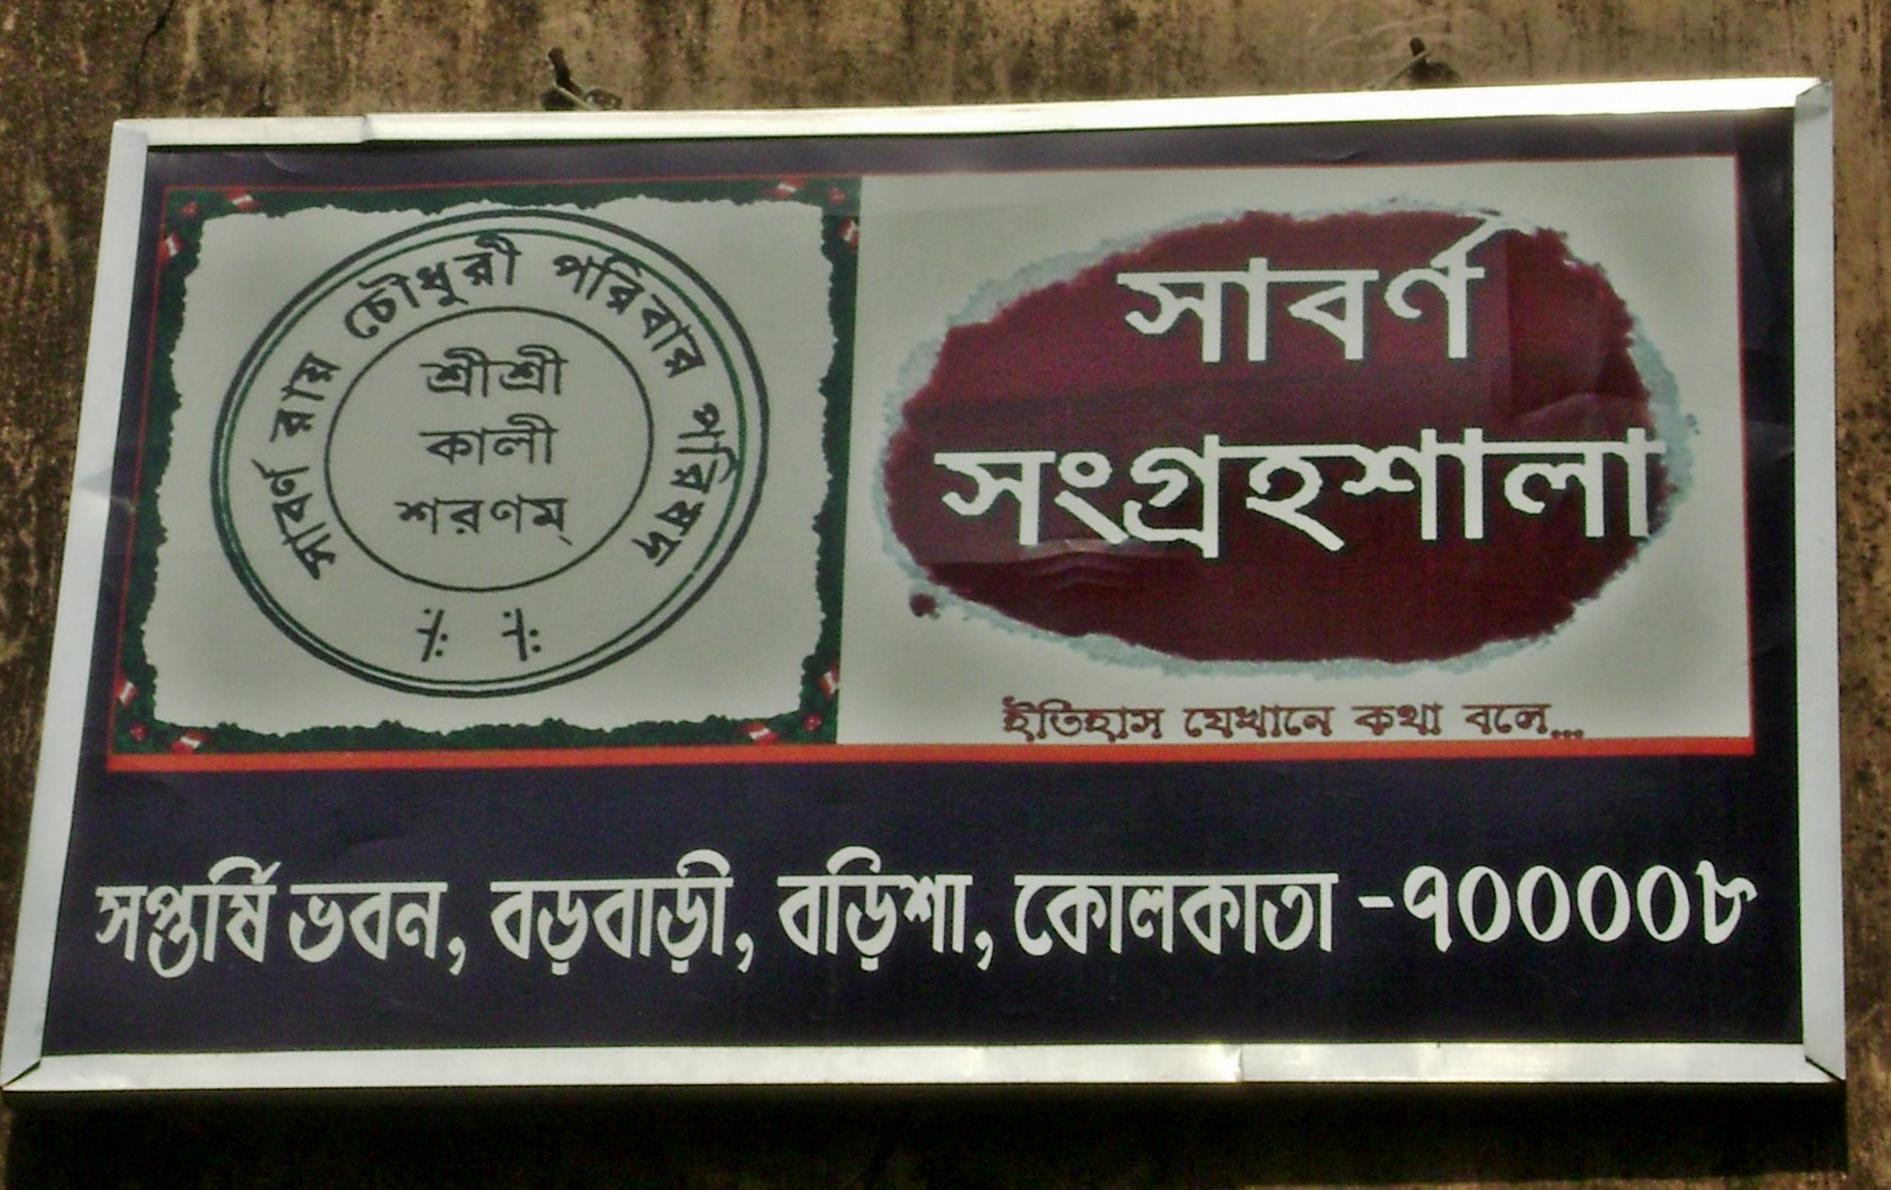 সাবর্ণ রায় চৌধুরী পরিবার পরিষদ
শ্রীশ্রী
কালী
শরণম্
সাবর্ণ
সংগ্রহশালা
ইতিহাস যেখানে কথা বলে...
সপ্তর্ষি ভবন, বড়বাড়ী, বড়িশা, কোলকাতা -৭০০০০৮